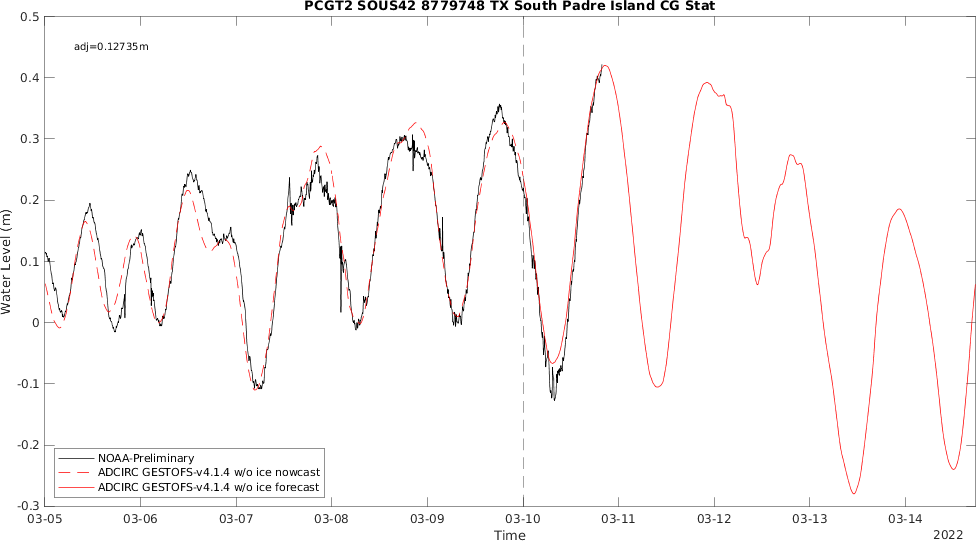 PCGT2 SOUS42 8779748 TX South Padre Island CG Stat
adj=0.12735m
0.5
0.4
0.3
0.2
0.1
0
-0.1
-0.2
-0.3
Water Level (m)
NOAA-Preliminary
ADCIRC GESTOFS-v4.1.4 w/o ice nowcast
ADCIRC GESTOFS-v4.1.4 w/o ice forecast
03-05 03-06 03-07 03-08 03-09 03-10 03-11 03-12 03-13 03-14
Time
2022